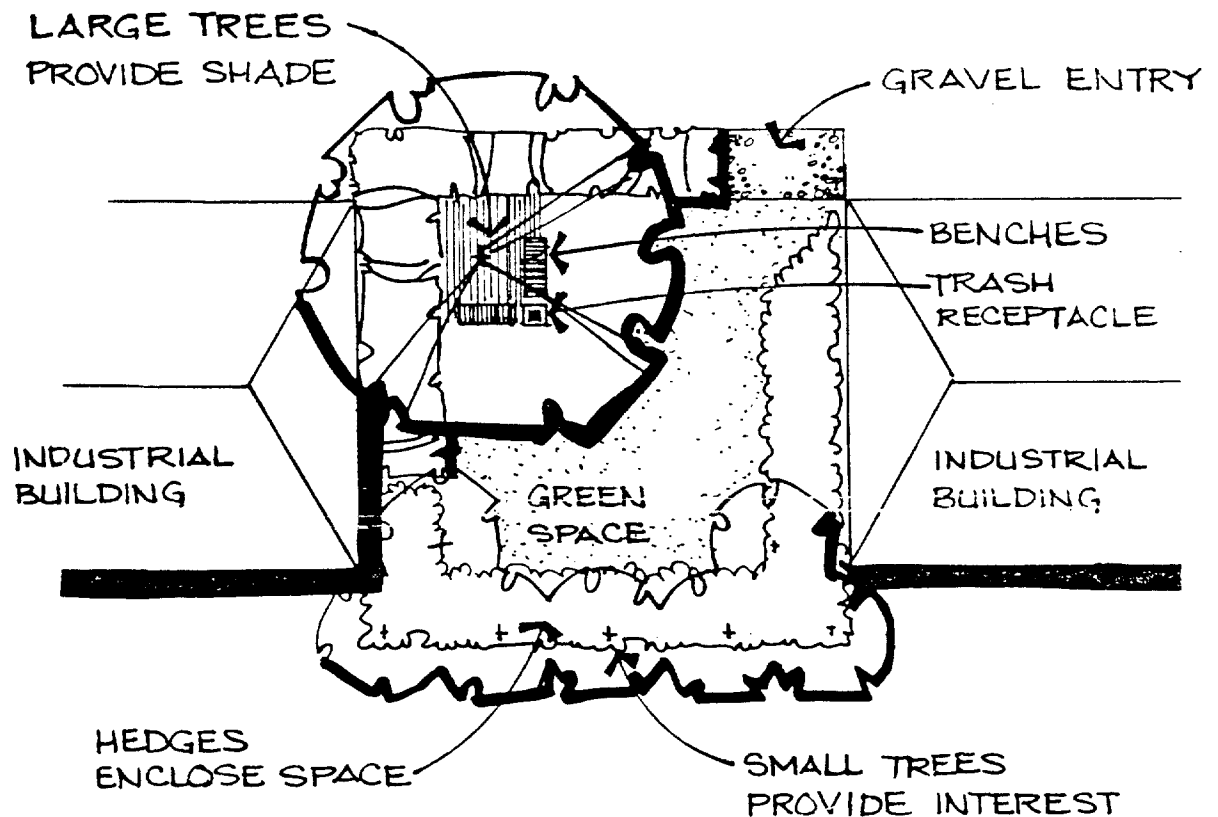 LARGE TREES
PROVIDE SHADE
GRAVEL ENTRY
BENCHES
TRASH
RECEPTACLE
INDUSTRIAL
BUILDING
GREEN
SPACE
INDUSTRIAL
BUILDING
HEDGES
ENCLOSE SPACE
SMALL TREES
PROVIDE INTEREST